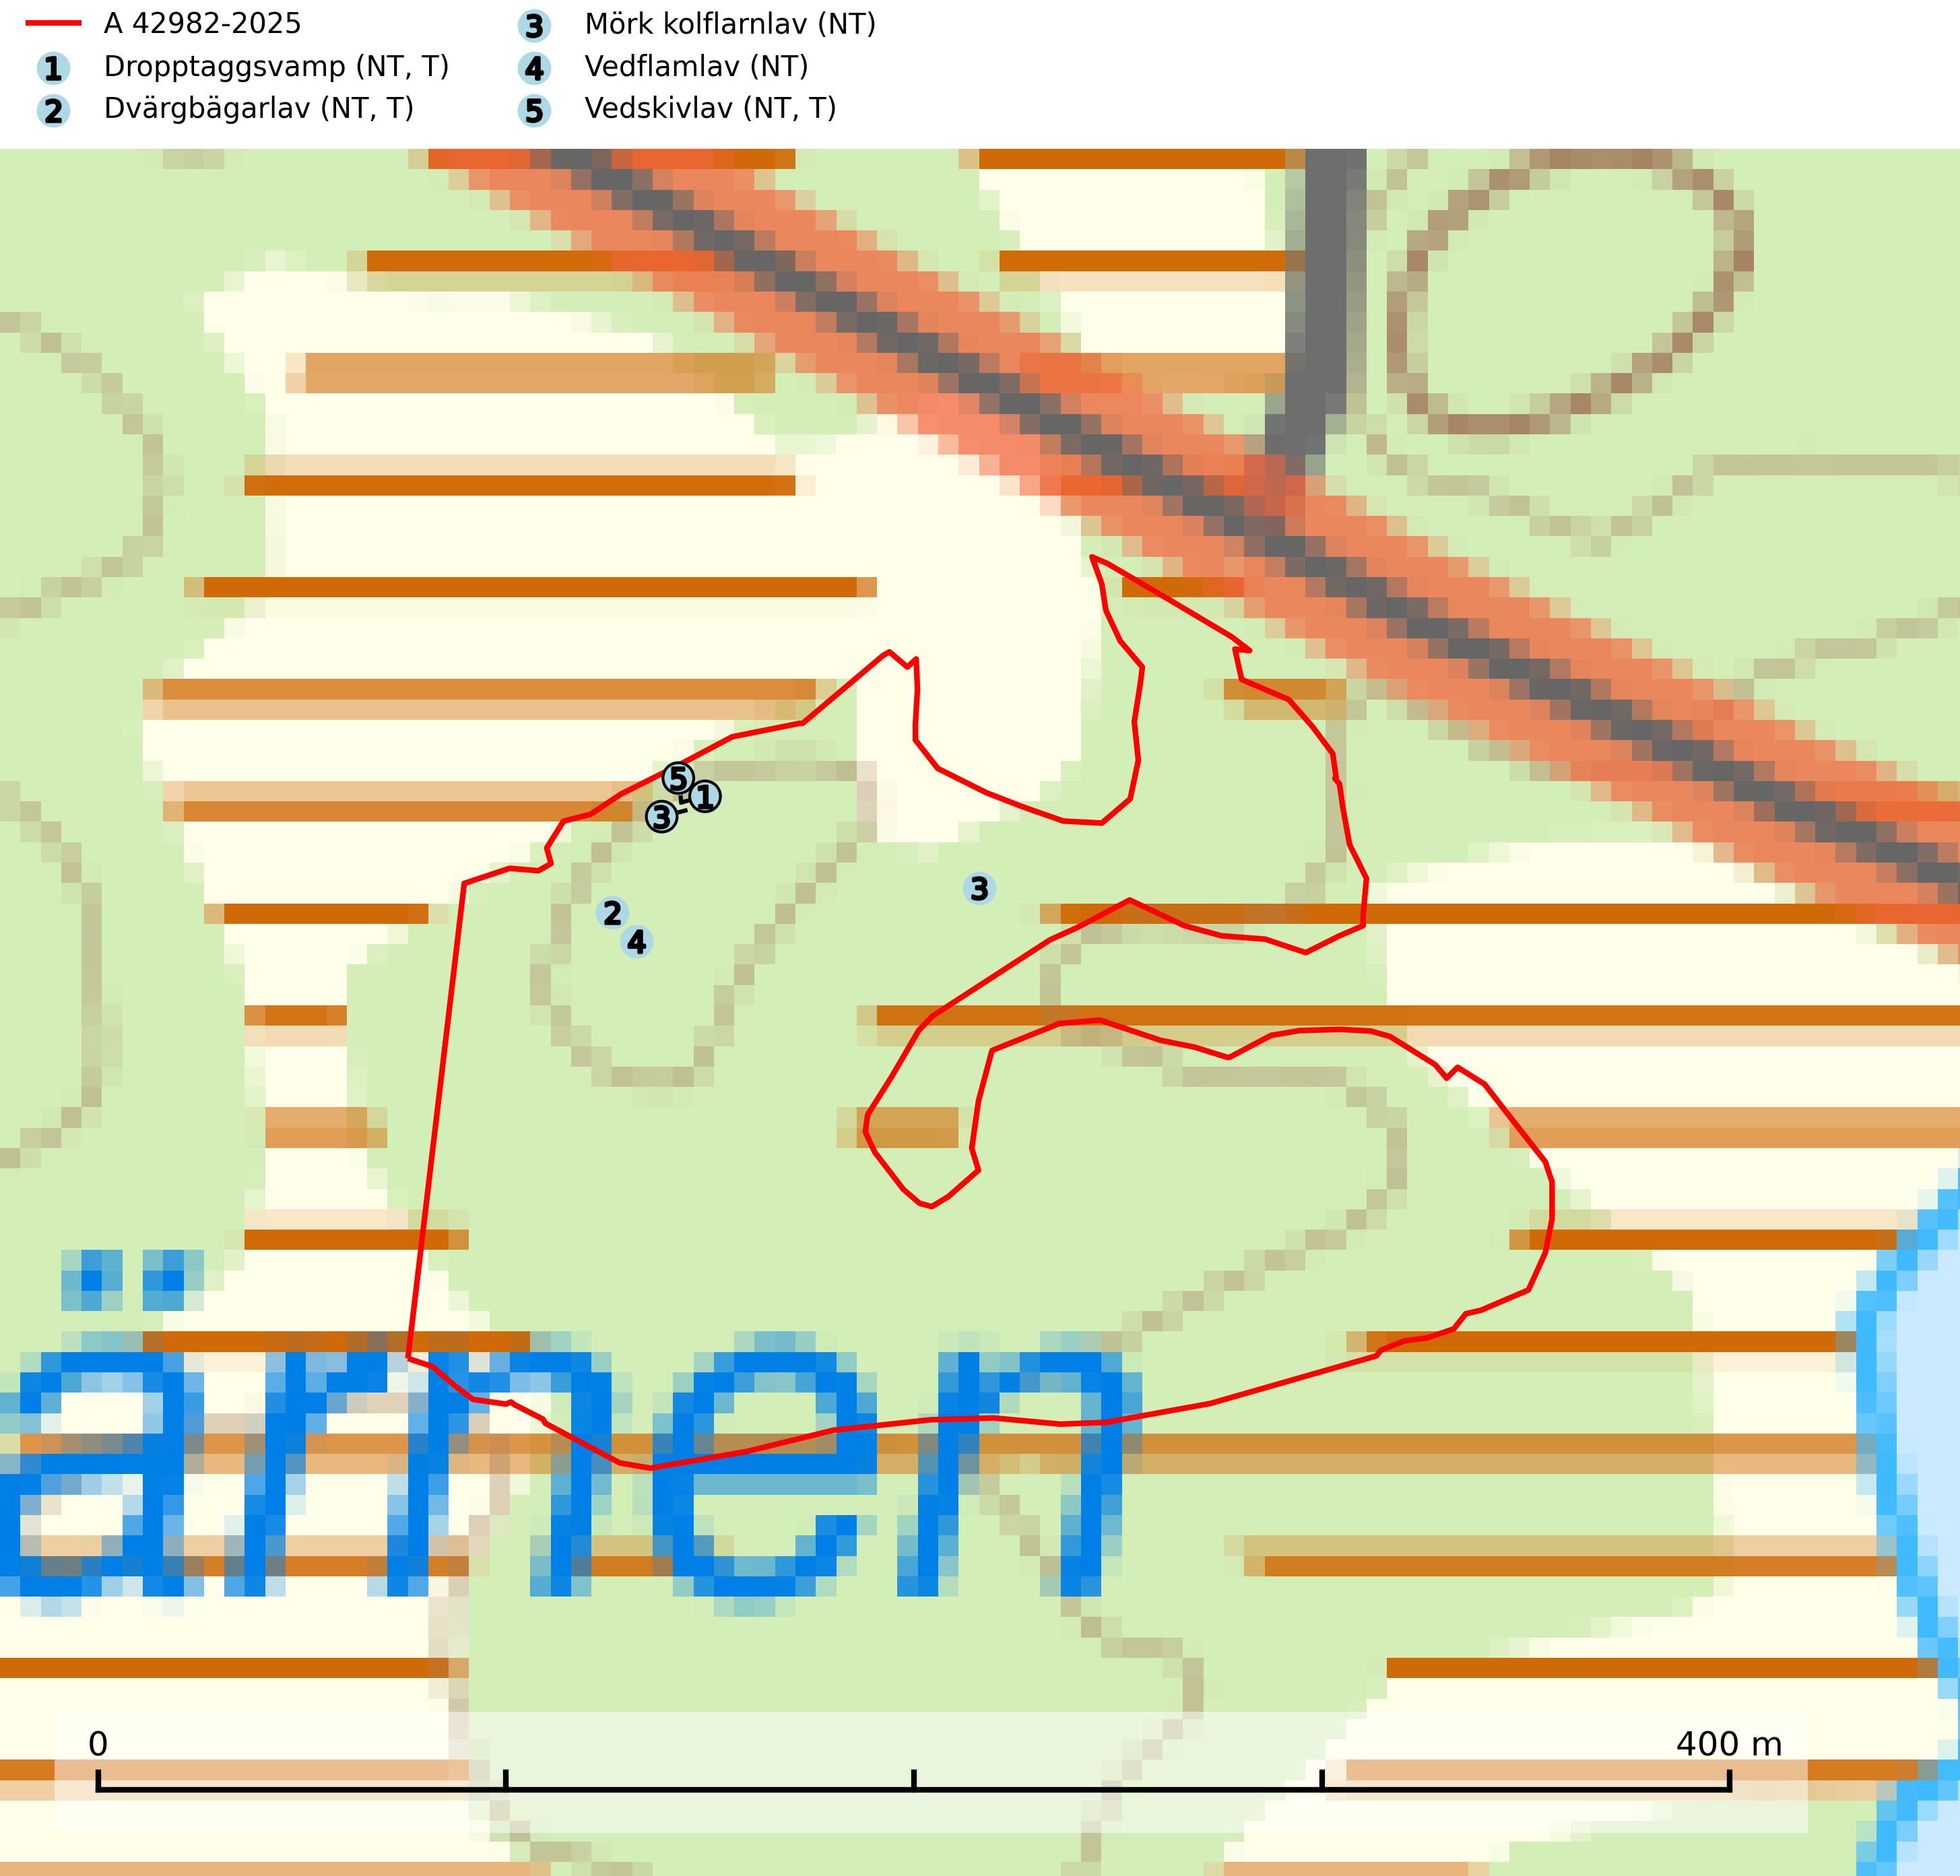 A 42982-2025
1 Dropptaggsvamp (NT, T)
2 Dvärgbägarlav (NT, T)
3 Mörk kolflarnlav (NT)
4 Vedflamlav (NT)
5 Vedskivlav (NT, T)
5
1
3
3
2
4
ärnen
0 400 m